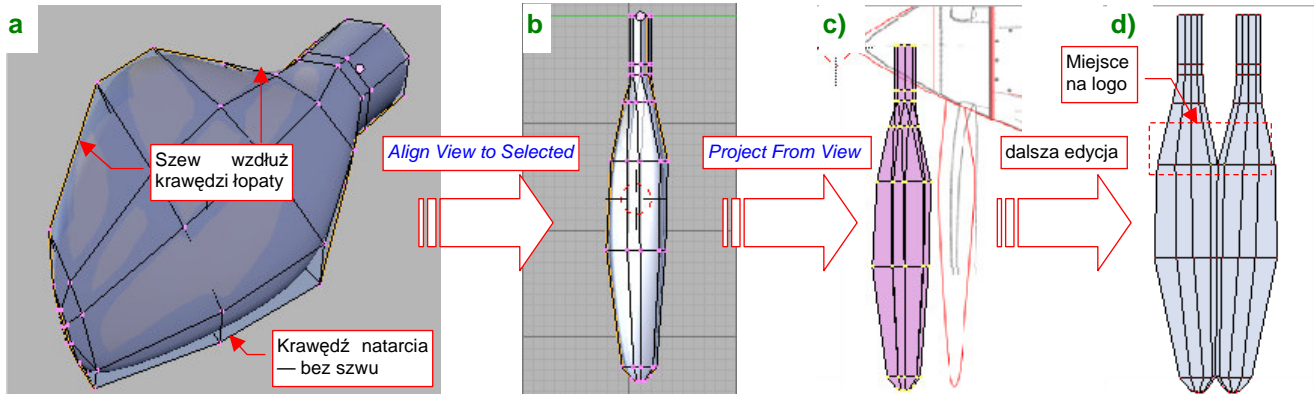 a
Szew wzdłuż
krawędzi łopaty
Krawędź natarcia
— bez szwu
Align View to Selected
b
Project From View
c)
dalsza edycja
d)
Miejsce
na logo